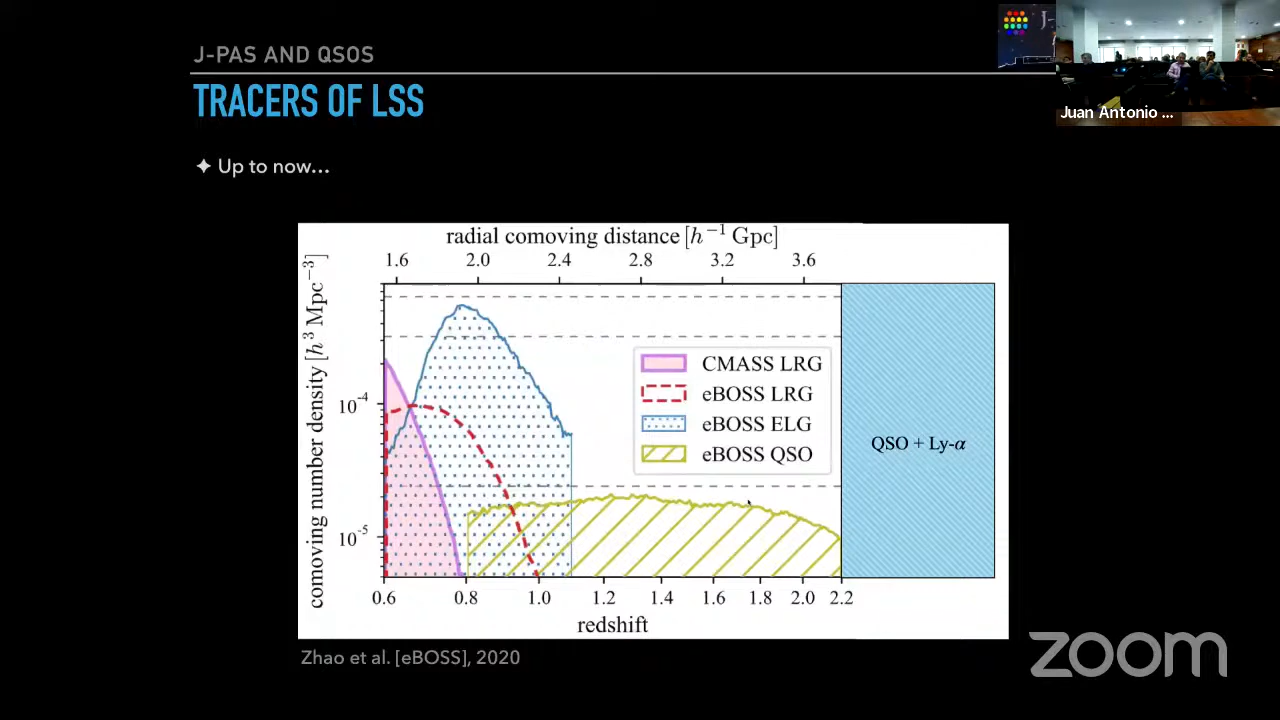 J-PAS AND QSOS
TRACERS OF LSS
J-
Juan Antonio ...
✦ Up to now...
radial comoving distance [h⁻¹ Gpc]
1.6 2.0 2.4 2.8 3.2 3.6
comoving number density [h³ Mpc⁻³]
10⁻⁴
10⁻⁵
CMASS LRG
eBOSS LRG
eBOSS ELG
eBOSS QSO
QSO + Ly-α
0.6 0.8 1.0 1.2 1.4 1.6 1.8 2.0 2.2
redshift
Zhao et al. [eBOSS], 2020
zoom